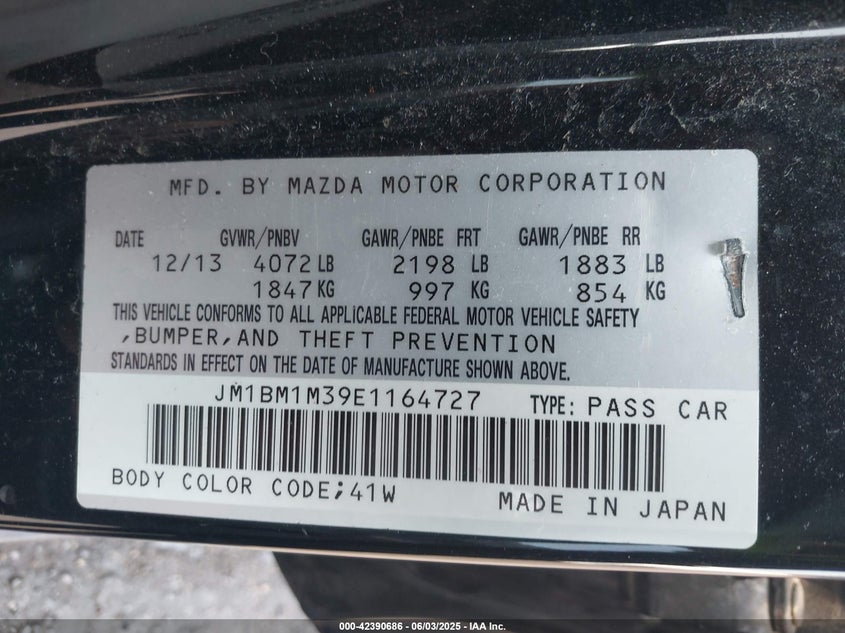 MFD. BY MAZDA MOTOR CORPORATION
DATE GVWR/PNBV GAWR/PNBE FRT GAWR/PNBE RR
12/13 4072 LB 2198 LB 1883 LB
1847 KG 997 KG 854 KG
THIS VEHICLE CONFORMS TO ALL APPLICABLE FEDERAL MOTOR VEHICLE SAFETY
,BUMPER,AND THEFT PREVENTION
STANDARDS IN EFFECT ON THE DATE OF MANUFACTURE SHOWN ABOVE.
JM1BM1M39E1164727 TYPE: PASS CAR
BODY COLOR CODE;41W MADE IN JAPAN
000-42390686 - 06/03/2025 - IAA Inc.